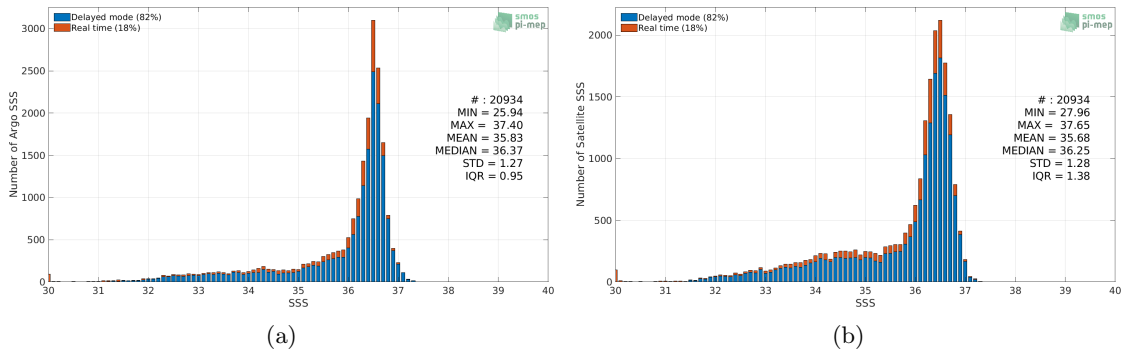 Delayed mode (82%)
Real time (18%)
smos
pi-mep
3000
2500
2000
1500
1000
500
0
Number of Argo SSS
# : 20934
MIN = 25.94
MAX = 37.40
MEAN = 35.83
MEDIAN = 36.37
STD = 1.27
IQR = 0.95
30 31 32 33 34 35 36 37 38 39 40
SSS
(a)
Delayed mode (82%)
Real time (18%)
smos
pi-mep
2000
1500
1000
500
0
Number of Satellite SSS
# : 20934
MIN = 27.96
MAX = 37.65
MEAN = 35.68
MEDIAN = 36.25
STD = 1.28
IQR = 1.38
30 31 32 33 34 35 36 37 38 39 40
SSS
(b)